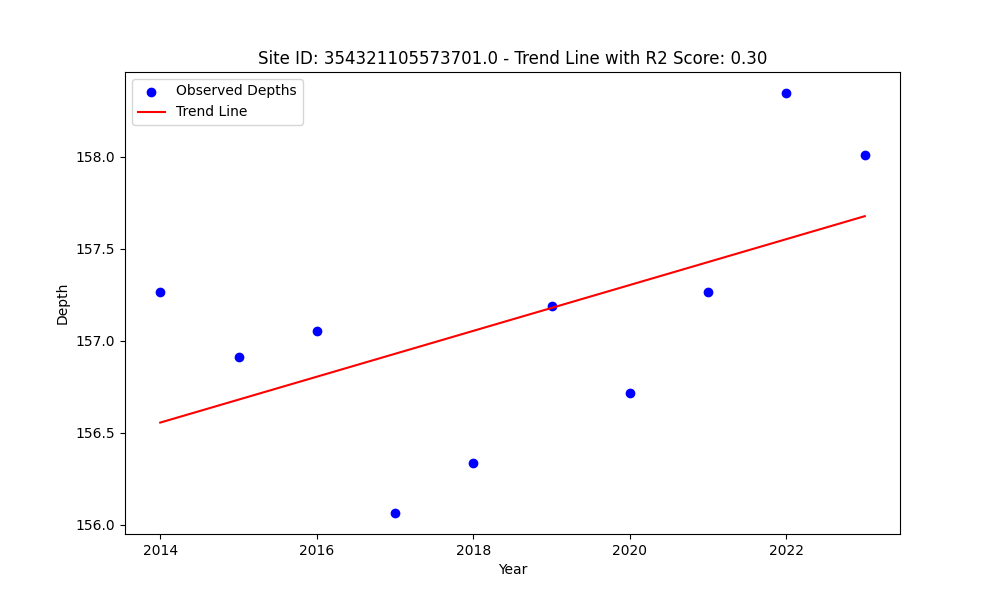 Site ID: 354321105573701.0 - Trend Line with R2 Score: 0.30
Observed Depths
Trend Line
158.0
157.5
157.0
156.5
156.0
Depth
2014
2016
2018
2020
2022
Year